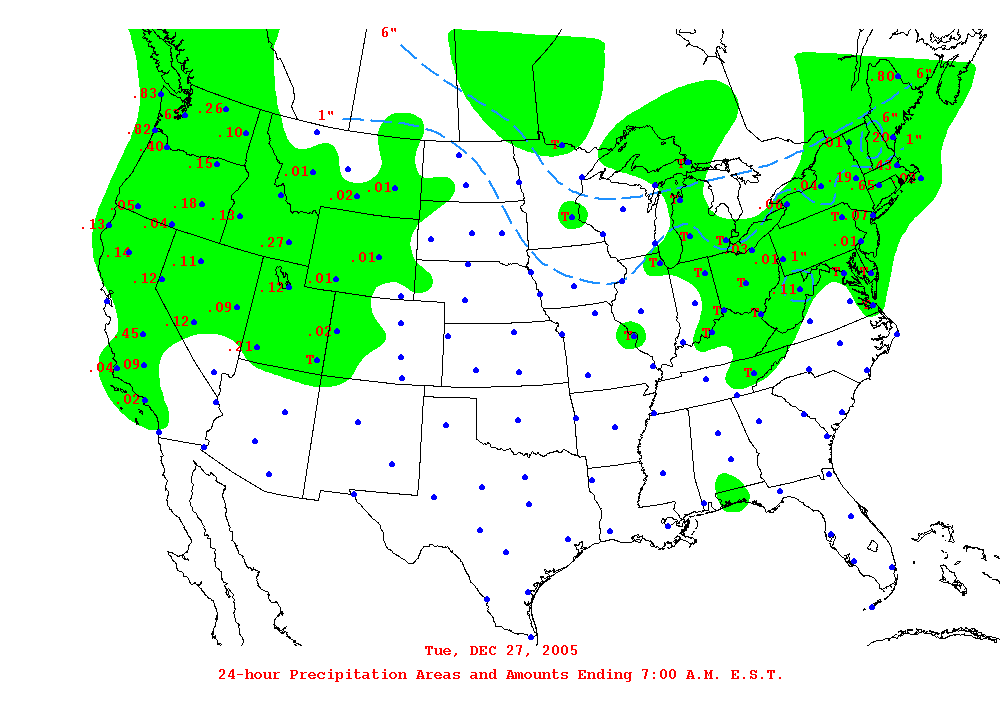 6"
.80 6"
.83
.26 1" 6"
.82 .10 .20 .1"
.40 T .01
.15 .01 T .43
.02 .01 .04 .19 .65 .02
.05 .18 T .06
.13 .04 .13 T T .07
.27 T T .01
.14 .11 .01 T .03 .01 1"
.12 .12 .01 T T T T
.09 .11
.12 T T
.45 .02 T T
.21 T
.04 .09 T
.02
Tue, DEC 27, 2005
24-hour Precipitation Areas and Amounts Ending 7:00 A.M. E.S.T.